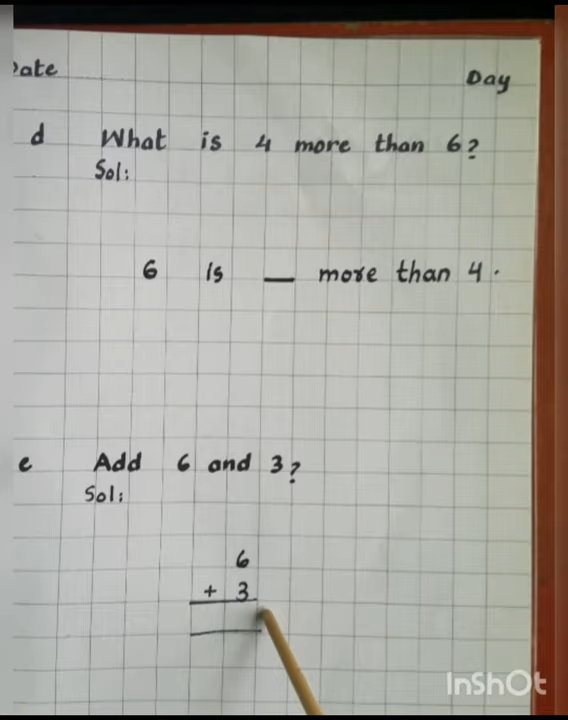 Date Day
d What is 4 more than 6?
Sol:
6 is __ more than 4.
e Add 6 and 3?
Sol:
6
+ 3
InShOt